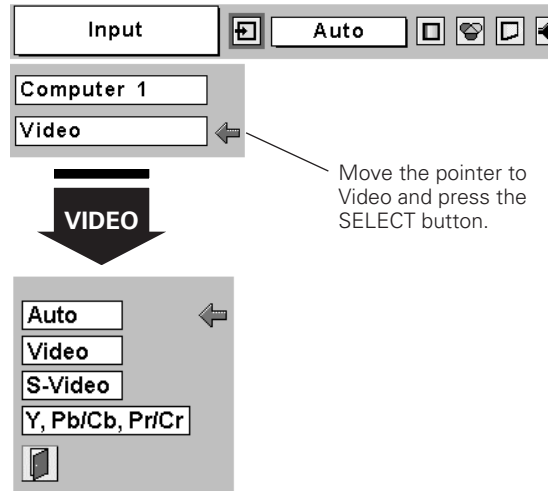 Input
Auto
Computer 1
Video
Move the pointer to
Video and press the
SELECT button.
VIDEO
Auto
Video
S-Video
Y, Pb/Cb, Pr/Cr